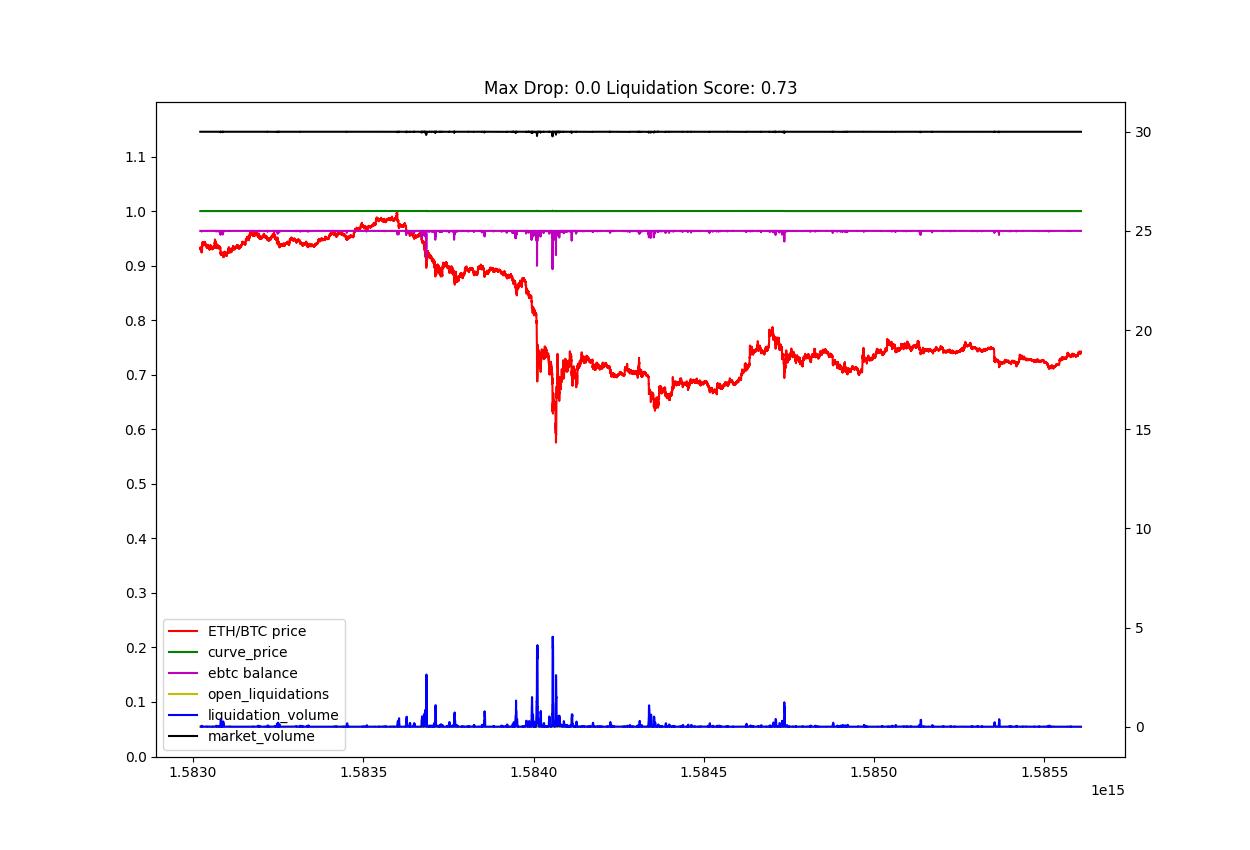 Max Drop: 0.0 Liquidation Score: 0.73
1.1
1.0
0.9
0.8
0.7
0.6
0.5
0.4
0.3
0.2
0.1
0.0
30
25
20
15
10
5
0
ETH/BTC price
curve_price
ebtc balance
open_liquidations
liquidation_volume
market_volume
1.5830 1.5835 1.5840 1.5845 1.5850 1.5855
1e15